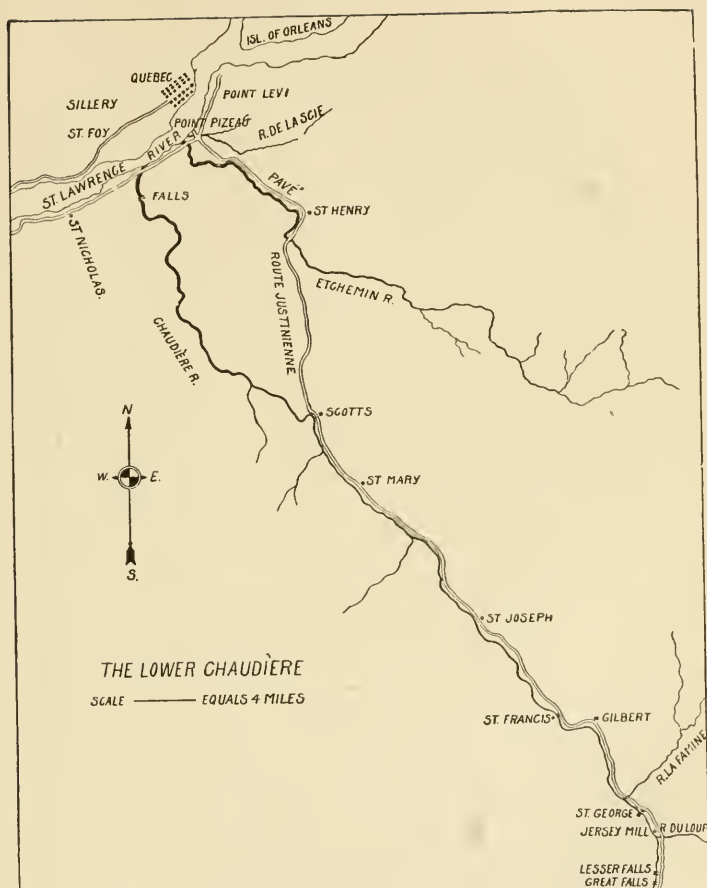 ISL. OF ORLEANS
QUEBEC
POINT LEVI
SILLERY
POINT PIZEAU
ST. FOY
R. DE LA SCIE
ST. LAWRENCE RIVER
PAVÉ
FALLS
ST HENRY
ST NICHOLAS.
ROUTE JUSTINIENNE
ETCHEMIN R.
CHAUDIÈRE R.
SCOTTS
N
W. E.
S.
ST MARY
ST JOSEPH
THE LOWER CHAUDIÈRE
SCALE EQUALS 4 MILES
ST. FRANCIS
GILBERT
R. LA FAMINE
ST. GEORGE
JERSEY MILL
R DU LOUP
LESSER FALLS
GREAT FALLS